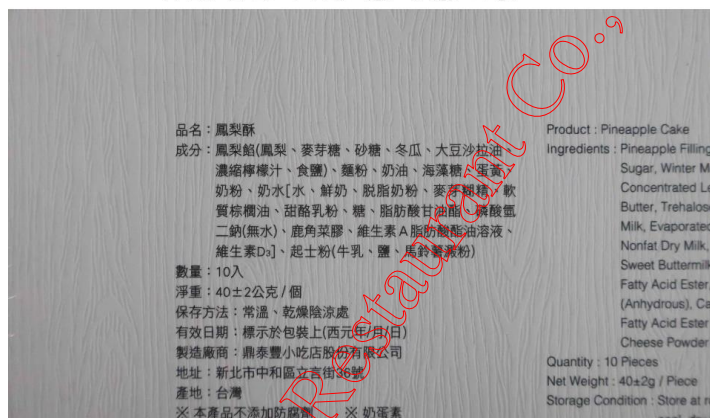 品名：鳳梨酥
成分：鳳梨餡(鳳梨、麥芽糖、砂糖、冬瓜、大豆沙拉油、
濃縮檸檬汁、食鹽)、麵粉、奶油、海藻糖、蛋黃、
奶粉、奶水[水、鮮奶、脫脂奶粉、麥芽糊精、軟
質棕櫚油、甜酪乳粉、糖、脂肪酸甘油酯、磷酸氫
二鈉(無水)、鹿角菜膠、維生素A脂肪酸酯油溶液、
維生素D₃]、起士粉(牛乳、鹽、馬鈴薯澱粉)
數量：10入
淨重：40±2公克/個
保存方法：常溫、乾燥陰涼處
有效日期：標示於包裝上(西元年/月/日)
製造廠商：鼎泰豐小吃店股份有限公司
地址：新北市中和區立言街36號
產地：台灣
※ 本產品不添加防腐劑 ※ 奶蛋素
Product : Pineapple Cake
Ingredients : Pineapple Filling
Sugar, Winter M
Concentrated Le
Butter, Trehalose
Milk, Evaporated
Nonfat Dry Milk,
Sweet Buttermilk
Fatty Acid Ester
(Anhydrous), Ca
Fatty Acid Ester
Cheese Powder
Quantity : 10 Pieces
Net Weight : 40±2g / Piece
Storage Condition : Store at r
Restaurant Co.,